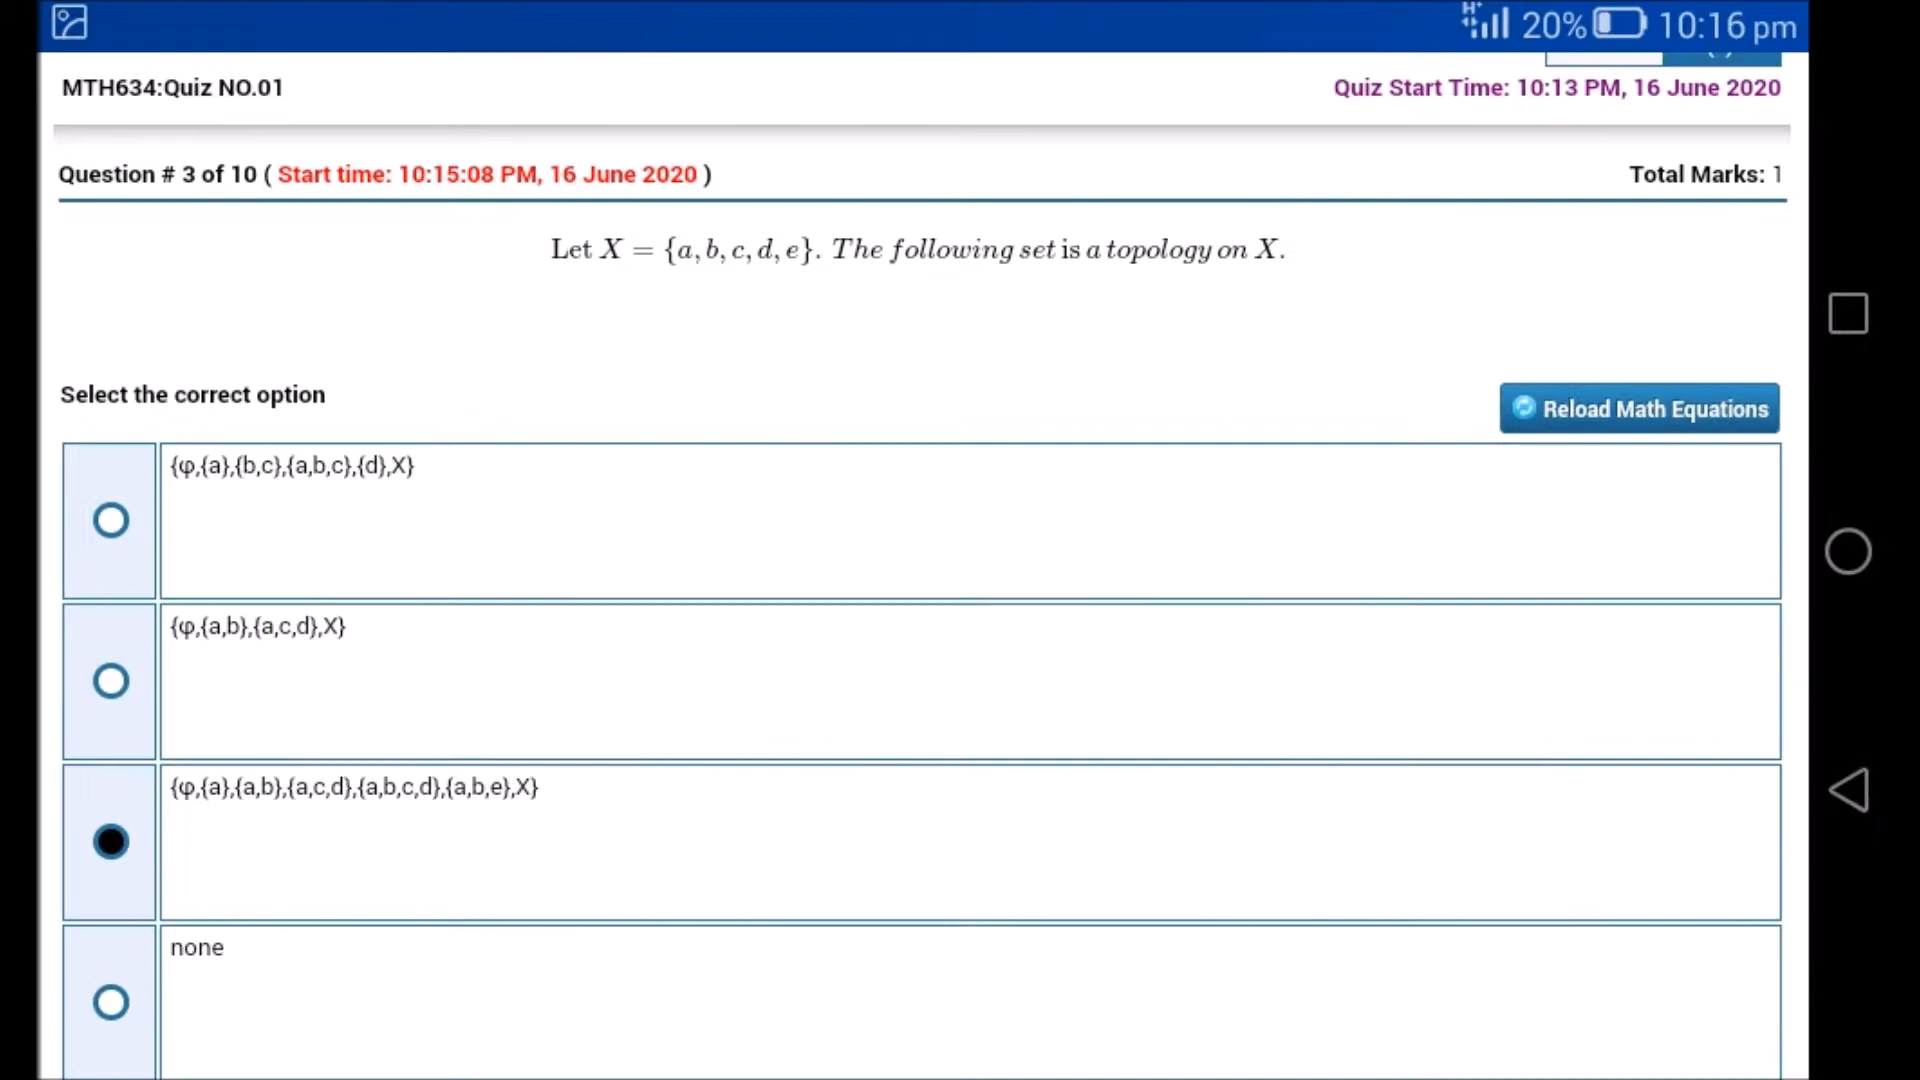 H+ 20% 10:16 pm
MTH634:Quiz NO.01 Quiz Start Time: 10:13 PM, 16 June 2020
Question # 3 of 10 ( Start time: 10:15:08 PM, 16 June 2020 ) Total Marks: 1
Let X = {a, b, c, d, e}. The following set is a topology on X.
Select the correct option
Reload Math Equations
{φ,{a},{b,c},{a,b,c},{d},X}
{φ,{a,b},{a,c,d},X}
{φ,{a},{a,b},{a,c,d},{a,b,c,d},{a,b,e},X}
none